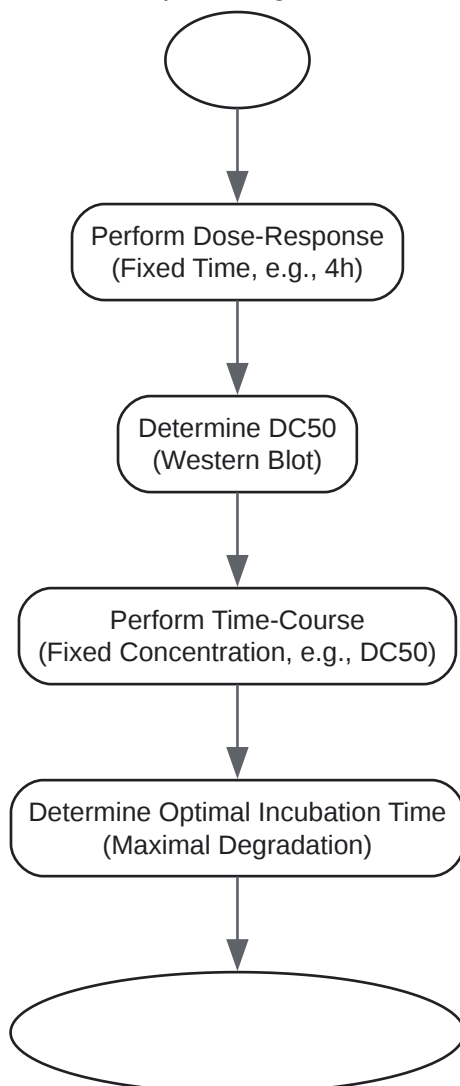 Perform Dose-Response
(Fixed Time, e.g., 4h)
Determine DC50
(Western Blot)
Perform Time-Course
(Fixed Concentration, e.g., DC50)
Determine Optimal Incubation Time
(Maximal Degradation)